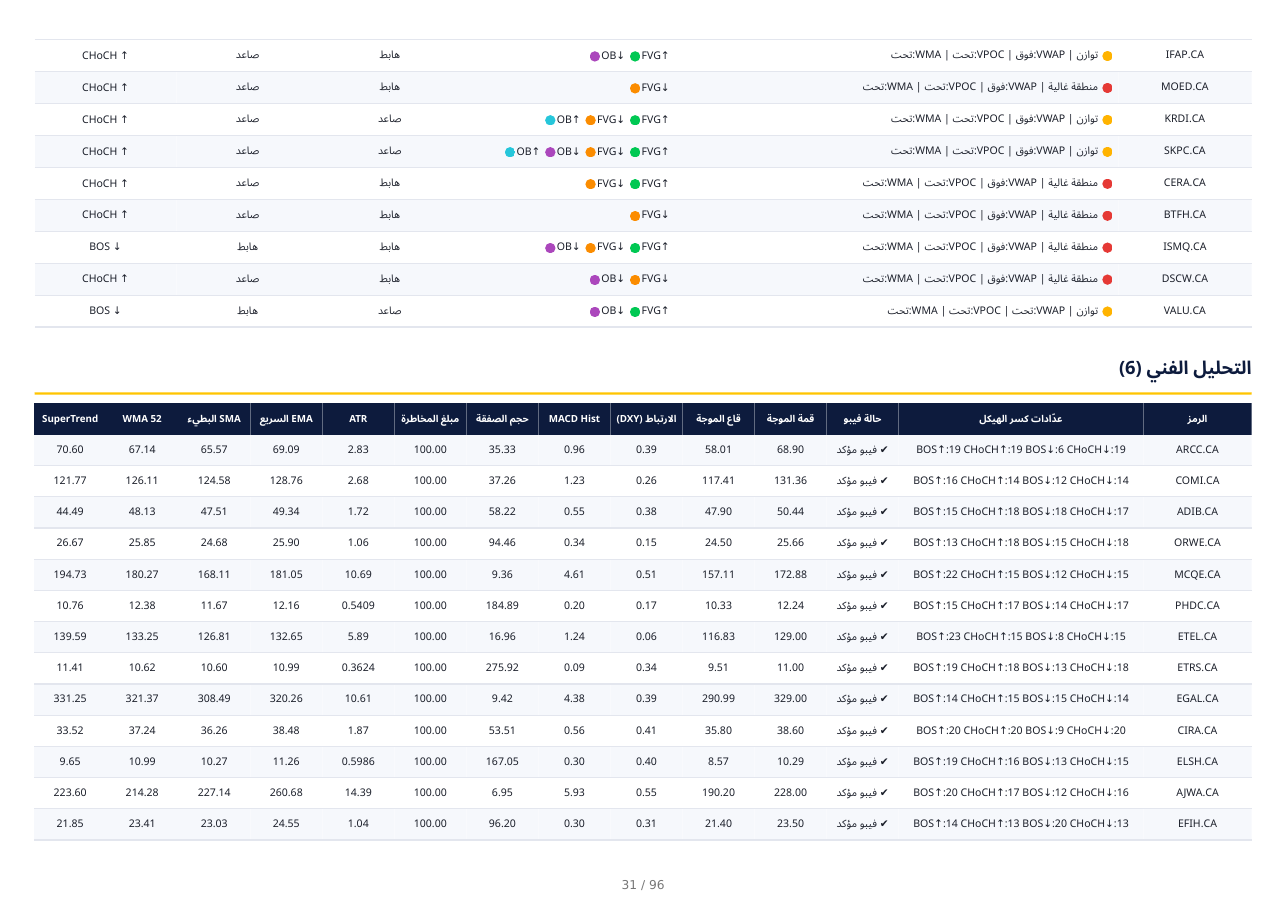 IFAP.CA توازن | VWAP:فوق | VPOC:تحت | WMA:تحت FVG↑ OB↓ هابط صاعد CHoCH ↑
MOED.CA منطقة غالية | VWAP:فوق | VPOC:تحت | WMA:تحت FVG↓ هابط صاعد CHoCH ↑
KRDI.CA توازن | VWAP:فوق | VPOC:تحت | WMA:تحت FVG↑ FVG↓ OB↑ صاعد صاعد CHoCH ↑
SKPC.CA توازن | VWAP:فوق | VPOC:تحت | WMA:تحت FVG↑ FVG↓ OB↓ OB↑ صاعد صاعد CHoCH ↑
CERA.CA منطقة غالية | VWAP:فوق | VPOC:تحت | WMA:تحت FVG↑ FVG↓ هابط صاعد CHoCH ↑
BTFH.CA منطقة غالية | VWAP:فوق | VPOC:تحت | WMA:تحت FVG↓ هابط صاعد CHoCH ↑
ISMQ.CA منطقة غالية | VWAP:فوق | VPOC:تحت | WMA:تحت FVG↑ FVG↓ OB↓ هابط هابط BOS ↓
DSCW.CA منطقة غالية | VWAP:فوق | VPOC:تحت | WMA:تحت FVG↓ OB↓ هابط صاعد CHoCH ↑
VALU.CA توازن | VWAP:تحت | VPOC:تحت | WMA:تحت FVG↑ OB↓ صاعد هابط BOS ↓
التحليل الفني (6)
الرمز عدّادات كسر الهيكل حالة فيبو قمة الموجة قاع الموجة الارتباط (DXY) MACD Hist حجم الصفقة مبلغ المخاطرة ATR EMA السريع SMA البطيء WMA 52 SuperTrend
ARCC.CA BOS↑:19 CHoCH↑:19 BOS↓:6 CHoCH↓:19 ✔ فيبو مؤكد 68.90 58.01 0.39 0.96 35.33 100.00 2.83 69.09 65.57 67.14 70.60
COMI.CA BOS↑:16 CHoCH↑:14 BOS↓:12 CHoCH↓:14 ✔ فيبو مؤكد 131.36 117.41 0.26 1.23 37.26 100.00 2.68 128.76 124.58 126.11 121.77
ADIB.CA BOS↑:15 CHoCH↑:18 BOS↓:18 CHoCH↓:17 ✔ فيبو مؤكد 50.44 47.90 0.38 0.55 58.22 100.00 1.72 49.34 47.51 48.13 44.49
ORWE.CA BOS↑:13 CHoCH↑:18 BOS↓:15 CHoCH↓:18 ✔ فيبو مؤكد 25.66 24.50 0.15 0.34 94.46 100.00 1.06 25.90 24.68 25.85 26.67
MCQE.CA BOS↑:22 CHoCH↑:15 BOS↓:12 CHoCH↓:15 ✔ فيبو مؤكد 172.88 157.11 0.51 4.61 9.36 100.00 10.69 181.05 168.11 180.27 194.73
PHDC.CA BOS↑:15 CHoCH↑:17 BOS↓:14 CHoCH↓:17 ✔ فيبو مؤكد 12.24 10.33 0.17 0.20 184.89 100.00 0.5409 12.16 11.67 12.38 10.76
ETEL.CA BOS↑:23 CHoCH↑:15 BOS↓:8 CHoCH↓:15 ✔ فيبو مؤكد 129.00 116.83 0.06 1.24 16.96 100.00 5.89 132.65 126.81 133.25 139.59
ETRS.CA BOS↑:19 CHoCH↑:18 BOS↓:13 CHoCH↓:18 ✔ فيبو مؤكد 11.00 9.51 0.34 0.09 275.92 100.00 0.3624 10.99 10.60 10.62 11.41
EGAL.CA BOS↑:14 CHoCH↑:15 BOS↓:15 CHoCH↓:14 ✔ فيبو مؤكد 329.00 290.99 0.39 4.38 9.42 100.00 10.61 320.26 308.49 321.37 331.25
CIRA.CA BOS↑:20 CHoCH↑:20 BOS↓:9 CHoCH↓:20 ✔ فيبو مؤكد 38.60 35.80 0.41 0.56 53.51 100.00 1.87 38.48 36.26 37.24 33.52
ELSH.CA BOS↑:19 CHoCH↑:16 BOS↓:13 CHoCH↓:15 ✔ فيبو مؤكد 10.29 8.57 0.40 0.30 167.05 100.00 0.5986 11.26 10.27 10.99 9.65
AJWA.CA BOS↑:20 CHoCH↑:17 BOS↓:12 CHoCH↓:16 ✔ فيبو مؤكد 228.00 190.20 0.55 5.93 6.95 100.00 14.39 260.68 227.14 214.28 223.60
EFIH.CA BOS↑:14 CHoCH↑:13 BOS↓:20 CHoCH↓:13 ✔ فيبو مؤكد 23.50 21.40 0.31 0.30 96.20 100.00 1.04 24.55 23.03 23.41 21.85
31 / 96